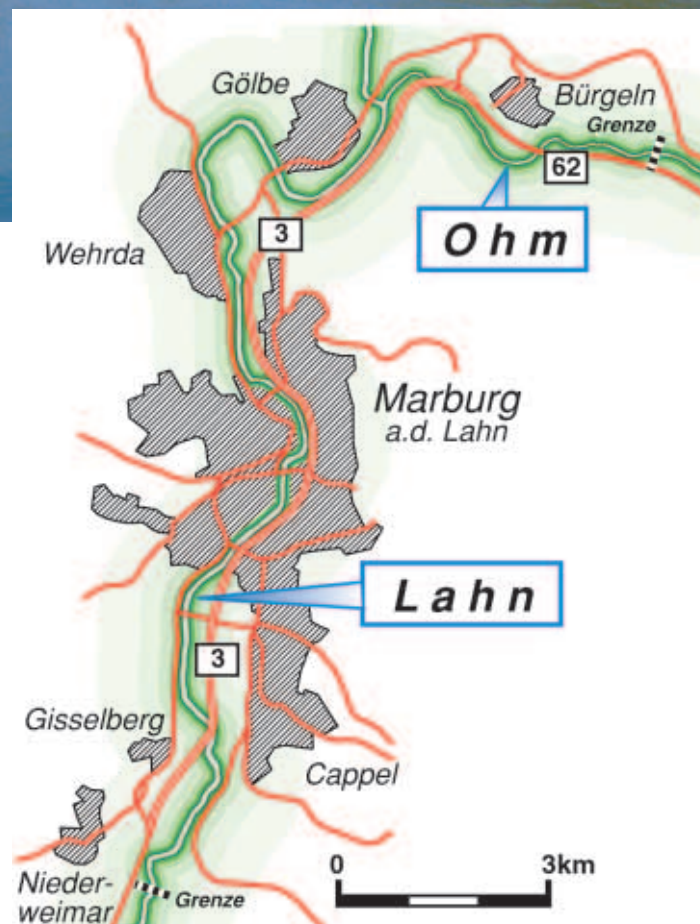 Gölbe
Bürgeln
Grenze
62
Ohm
3
Wehrda
Marburg
a.d. Lahn
Lahn
3
Gisselberg
Cappel
0 3km
Nieder-
weimar
Grenze